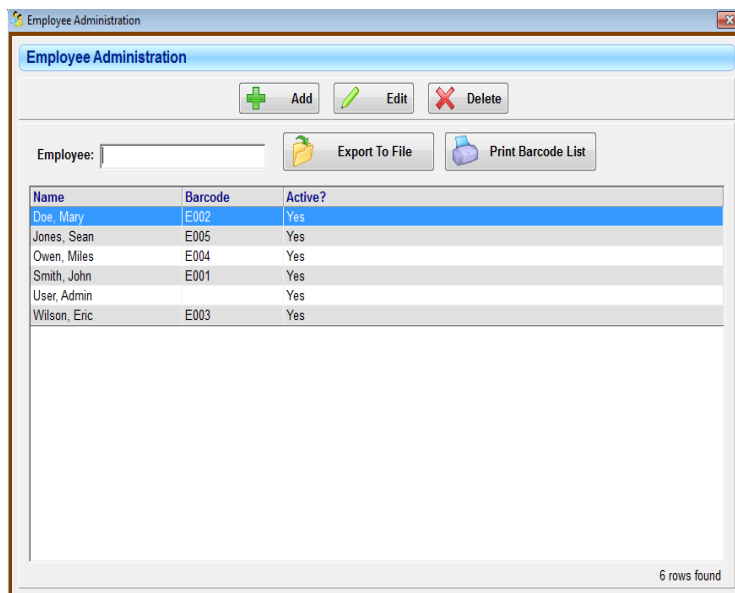 Employee Administration
Employee Administration
Add Edit Delete
Employee: Export To File Print Barcode List
Name Barcode Active?
Doe, Mary E002 Yes
Jones, Sean E005 Yes
Owen, Miles E004 Yes
Smith, John E001 Yes
User, Admin Yes
Wilson, Eric E003 Yes
6 rows found